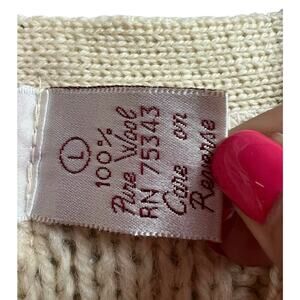 L
100%
Pure Wool
RN 75343
Care on
Reverse